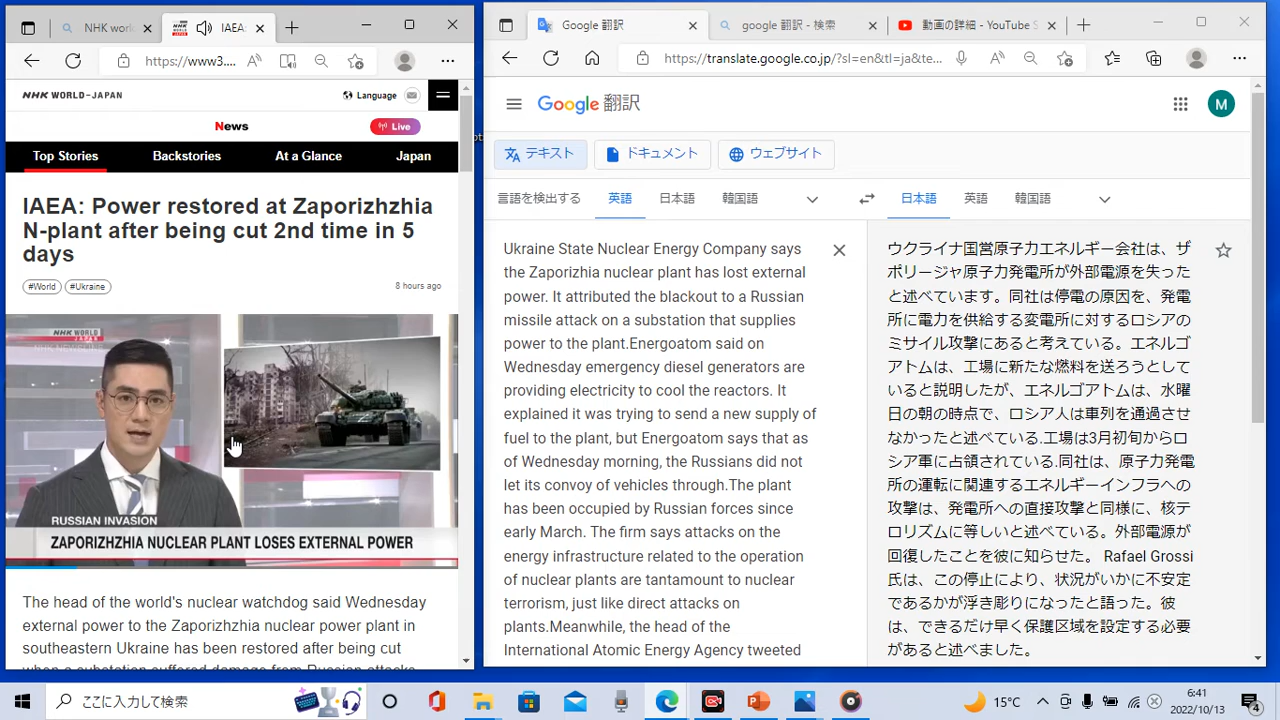 NHK worl
IAEA:
https://www3....
NHK WORLD-JAPAN
Language
News
Live
Top Stories
Backstories
At a Glance
Japan
IAEA: Power restored at Zaporizhzhia
N-plant after being cut 2nd time in 5
days
#World
#Ukraine
8 hours ago
NHK WORLD
JAPAN
NHK NEWSLINE
RUSSIAN INVASION
ZAPORIZHZHIA NUCLEAR PLANT LOSES EXTERNAL POWER
The head of the world's nuclear watchdog said Wednesday
external power to the Zaporizhzhia nuclear power plant in
southeastern Ukraine has been restored after being cut
when a substation suffered damage from Russian attacks
Google 翻訳
google 翻訳 - 検索
動画の詳細 - YouTube S
https://translate.google.co.jp/?sl=en&tl=ja&te...
Google 翻訳
M
テキスト
ドキュメント
ウェブサイト
言語を検出する
英語
日本語
韓国語
日本語
英語
韓国語
Ukraine State Nuclear Energy Company says
the Zaporizhia nuclear plant has lost external
power. It attributed the blackout to a Russian
missile attack on a substation that supplies
power to the plant.Energoatom said on
Wednesday emergency diesel generators are
providing electricity to cool the reactors. It
explained it was trying to send a new supply of
fuel to the plant, but Energoatom says that as
of Wednesday morning, the Russians did not
let its convoy of vehicles through.The plant
has been occupied by Russian forces since
early March. The firm says attacks on the
energy infrastructure related to the operation
of nuclear plants are tantamount to nuclear
terrorism, just like direct attacks on
plants.Meanwhile, the head of the
International Atomic Energy Agency tweeted
ウクライナ国営原子力エネルギー会社は、ザ
ポリージャ原子力発電所が外部電源を失った
と述べています。同社は停電の原因を、発電
所に電力を供給する変電所に対するロシアの
ミサイル攻撃にあると考えている。エネルゴ
アトムは、工場に新たな燃料を送ろうとして
いると説明したが、エネルゴアトムは、水曜
日の朝の時点で、ロシア人は車列を通過させ
なかったと述べている.工場は3月初旬からロ
シア軍に占領されている.同社は、原子力発電
所の運転に関連するエネルギーインフラへの
攻撃は、発電所への直接攻撃と同様に、核テ
ロリズムに等しいと述べている。外部電源が
回復したことを彼に知らせた。 Rafael Grossi
氏は、この停止により、状況がいかに不安定
であるかが浮き彫りになったと語った。彼
は、できるだけ早く保護区域を設定する必要
があると述べました。
ここに入力して検索
15℃
6:41
2022/10/13
4